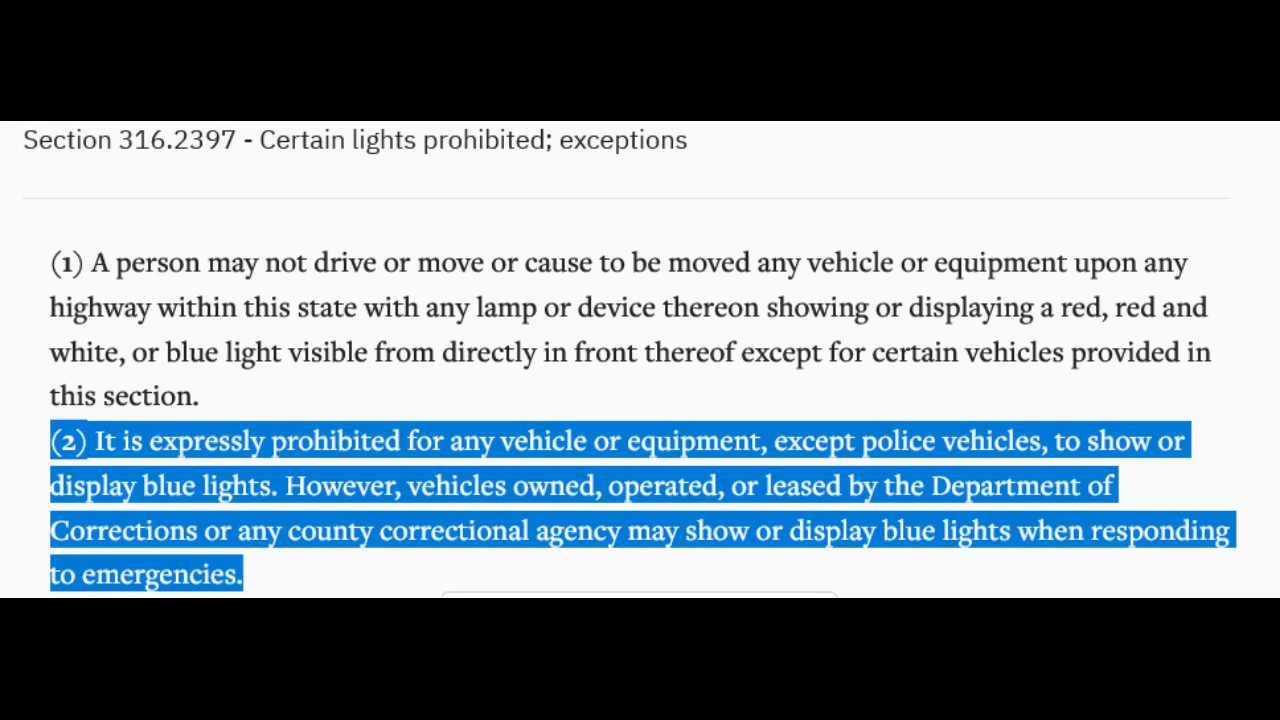 Section 316.2397 - Certain lights prohibited; exceptions
(1) A person may not drive or move or cause to be moved any vehicle or equipment upon any
highway within this state with any lamp or device thereon showing or displaying a red, red and
white, or blue light visible from directly in front thereof except for certain vehicles provided in
this section.
(2) It is expressly prohibited for any vehicle or equipment, except police vehicles, to show or
display blue lights. However, vehicles owned, operated, or leased by the Department of
Corrections or any county correctional agency may show or display blue lights when responding
to emergencies.